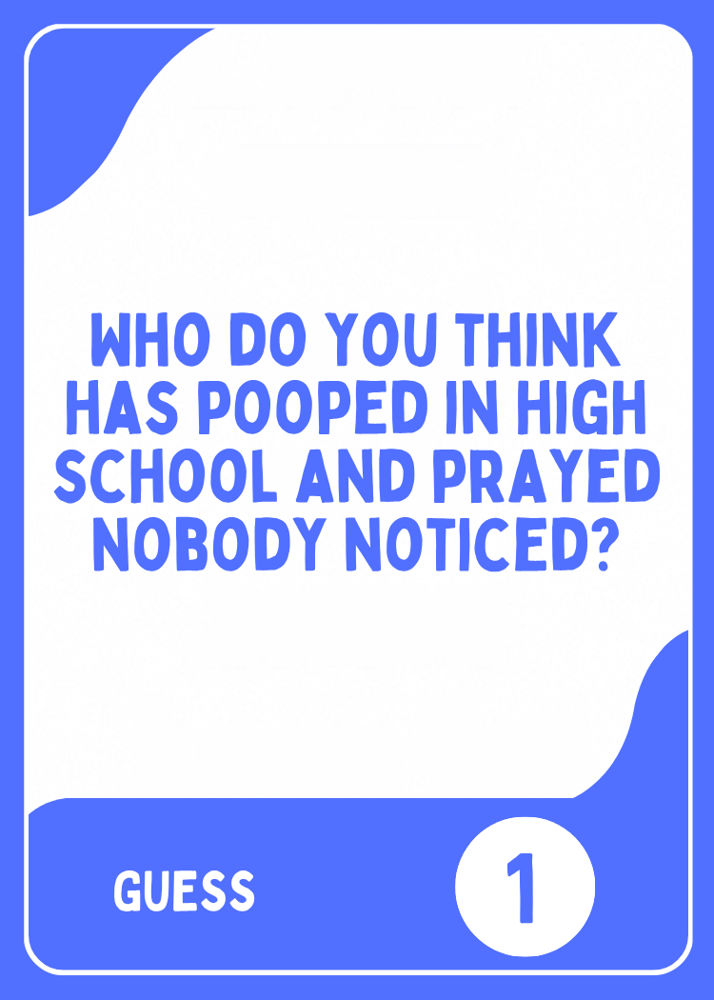 WHO DO YOU THINK
HAS POOPED IN HIGH
SCHOOL AND PRAYED
NOBODY NOTICED?
GUESS
1